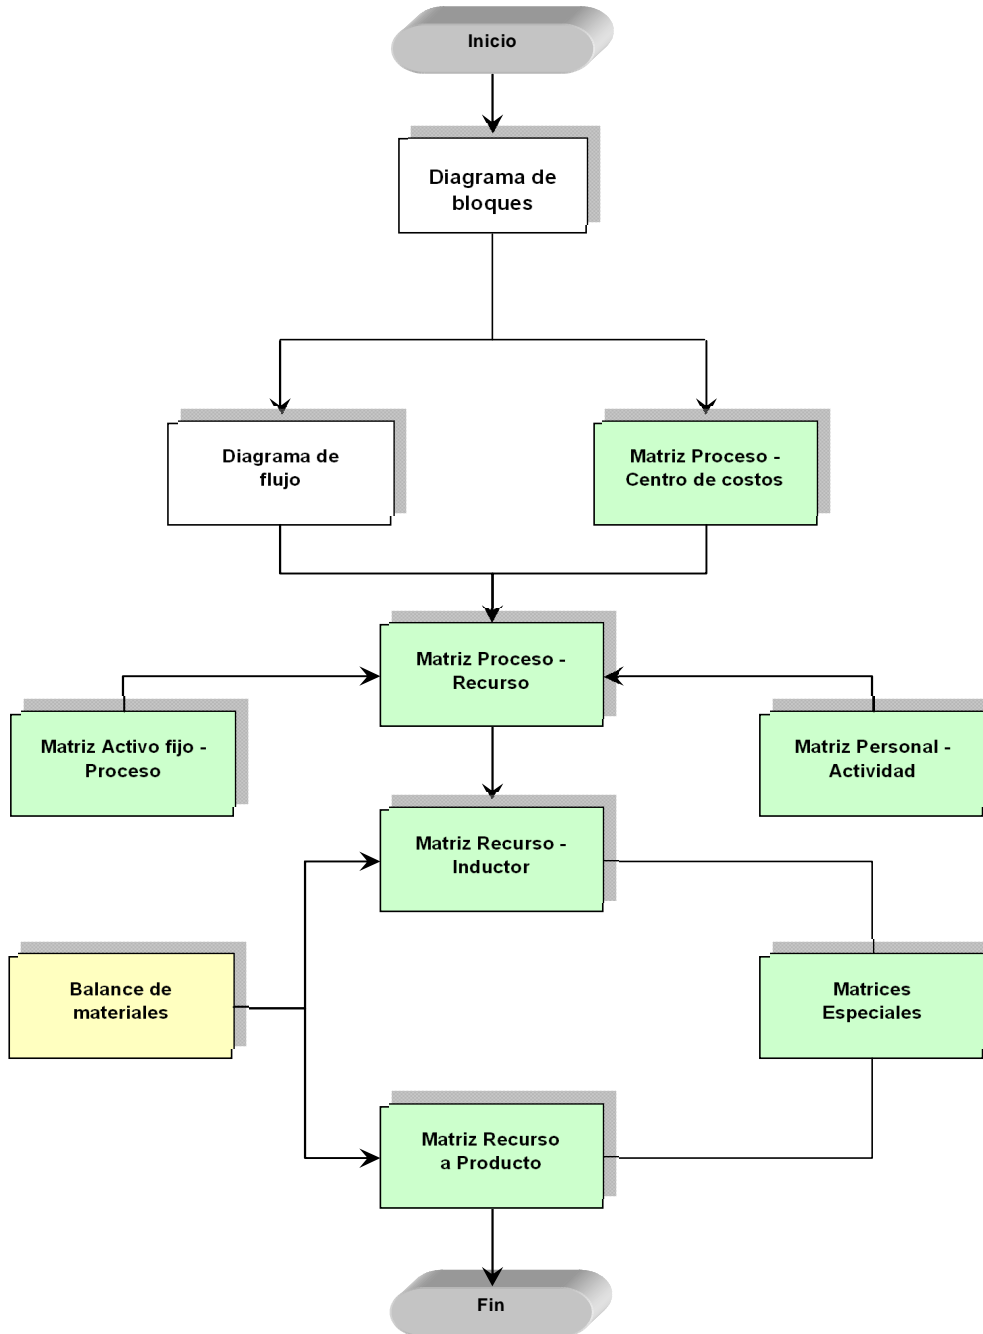 Inicio
Diagrama de
bloques
Diagrama de
flujo
Matriz Proceso -
Centro de costos
Matriz Proceso -
Recurso
Matriz Activo fijo -
Proceso
Matriz Personal -
Actividad
Matriz Recurso -
Inductor
Balance de
materiales
Matrices
Especiales
Matriz Recurso
a Producto
Fin